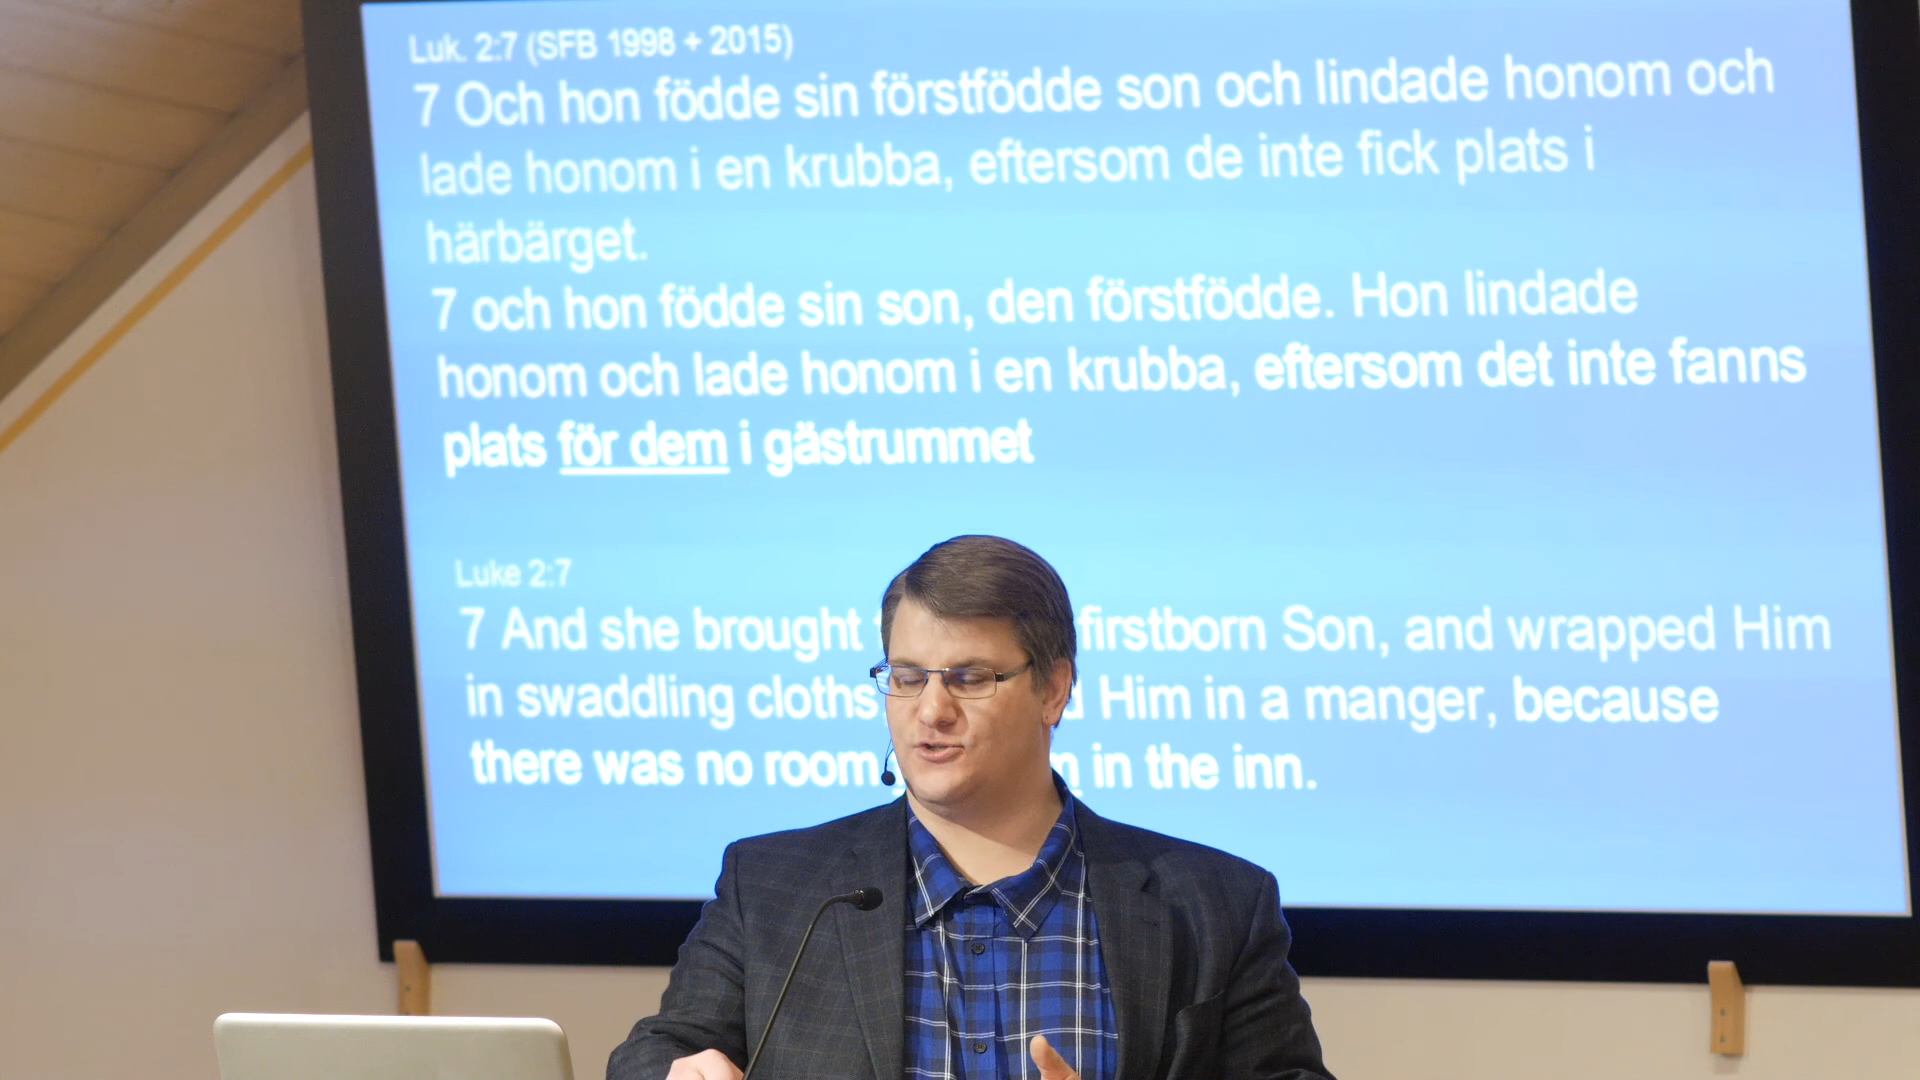 Luk. 2:7 (SFB 1998 + 2015)
7 Och hon födde sin förstfödde son och lindade honom och
lade honom i en krubba, eftersom de inte fick plats i
härbärget.
7 och hon födde sin son, den förstfödde. Hon lindade
honom och lade honom i en krubba, eftersom det inte fanns
plats för dem i gästrummet
Luke 2:7
7 And she brought firstborn Son, and wrapped Him
in swaddling cloths Him in a manger, because
there was no room in the inn.